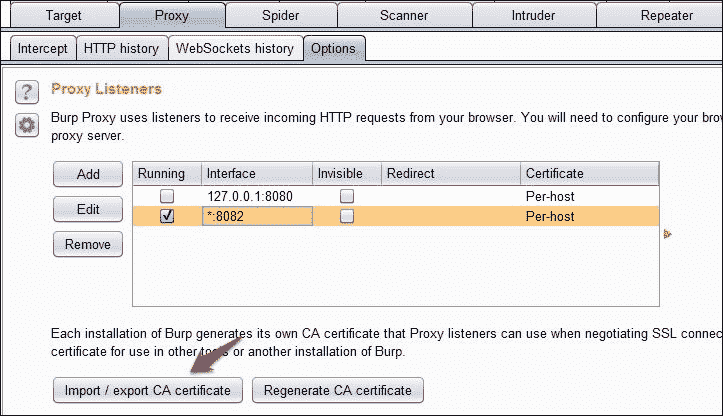 Target Proxy Spider Scanner Intruder Repeater
Intercept HTTP history WebSockets history Options
? Proxy Listeners
Burp Proxy uses listeners to receive incoming HTTP requests from your browser. You will need to configure your brow
proxy server.
Add
Running Interface Invisible Redirect Certificate
127.0.0.1:8080 Per-host
Edit
*:8082 Per-host
Remove
Each installation of Burp generates its own CA certificate that Proxy listeners can use when negotiating SSL connec
certificate for use in other or another installation of Burp.
Import / export CA certificate Regenerate CA certificate